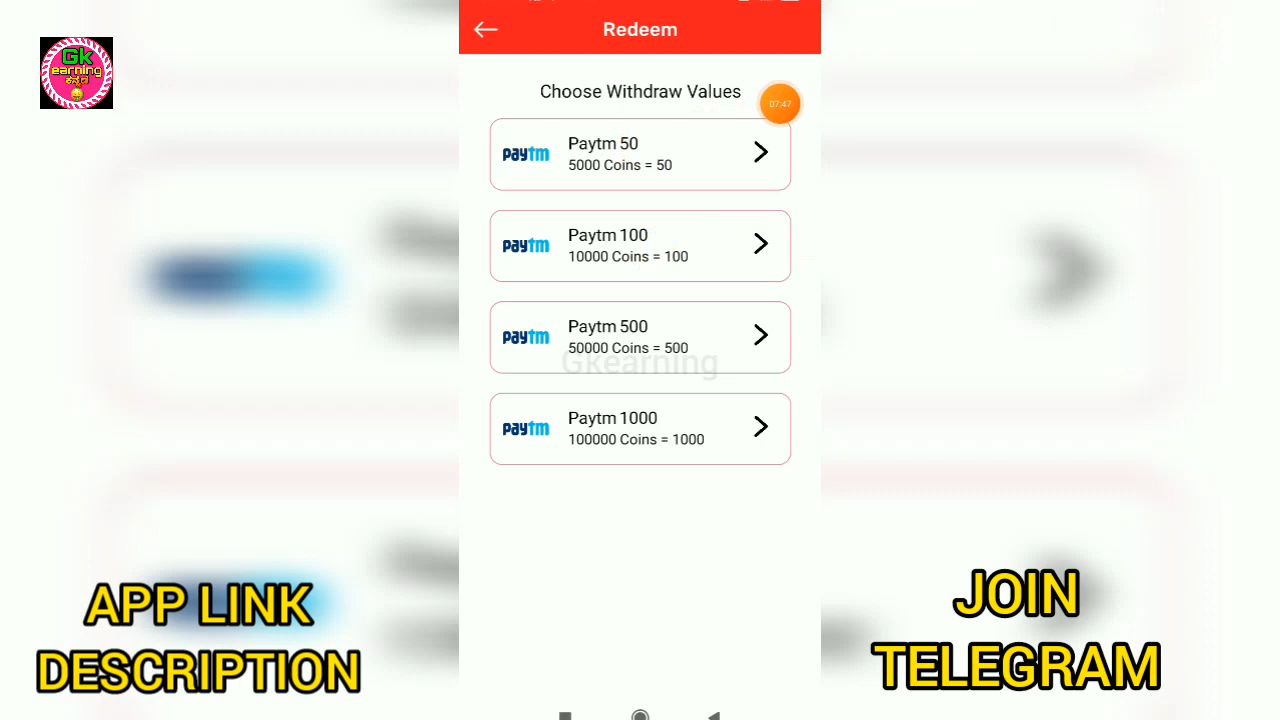 Gk
earning
ಕನ್ನಡ
Redeem
Choose Withdraw Values
07:47
paytm
Paytm 50
5000 Coins = 50
paytm
Paytm 100
10000 Coins = 100
paytm
Paytm 500
50000 Coins = 500
Gkearning
paytm
Paytm 1000
100000 Coins = 1000
APP LINK
DESCRIPTION
JOIN
TELEGRAM